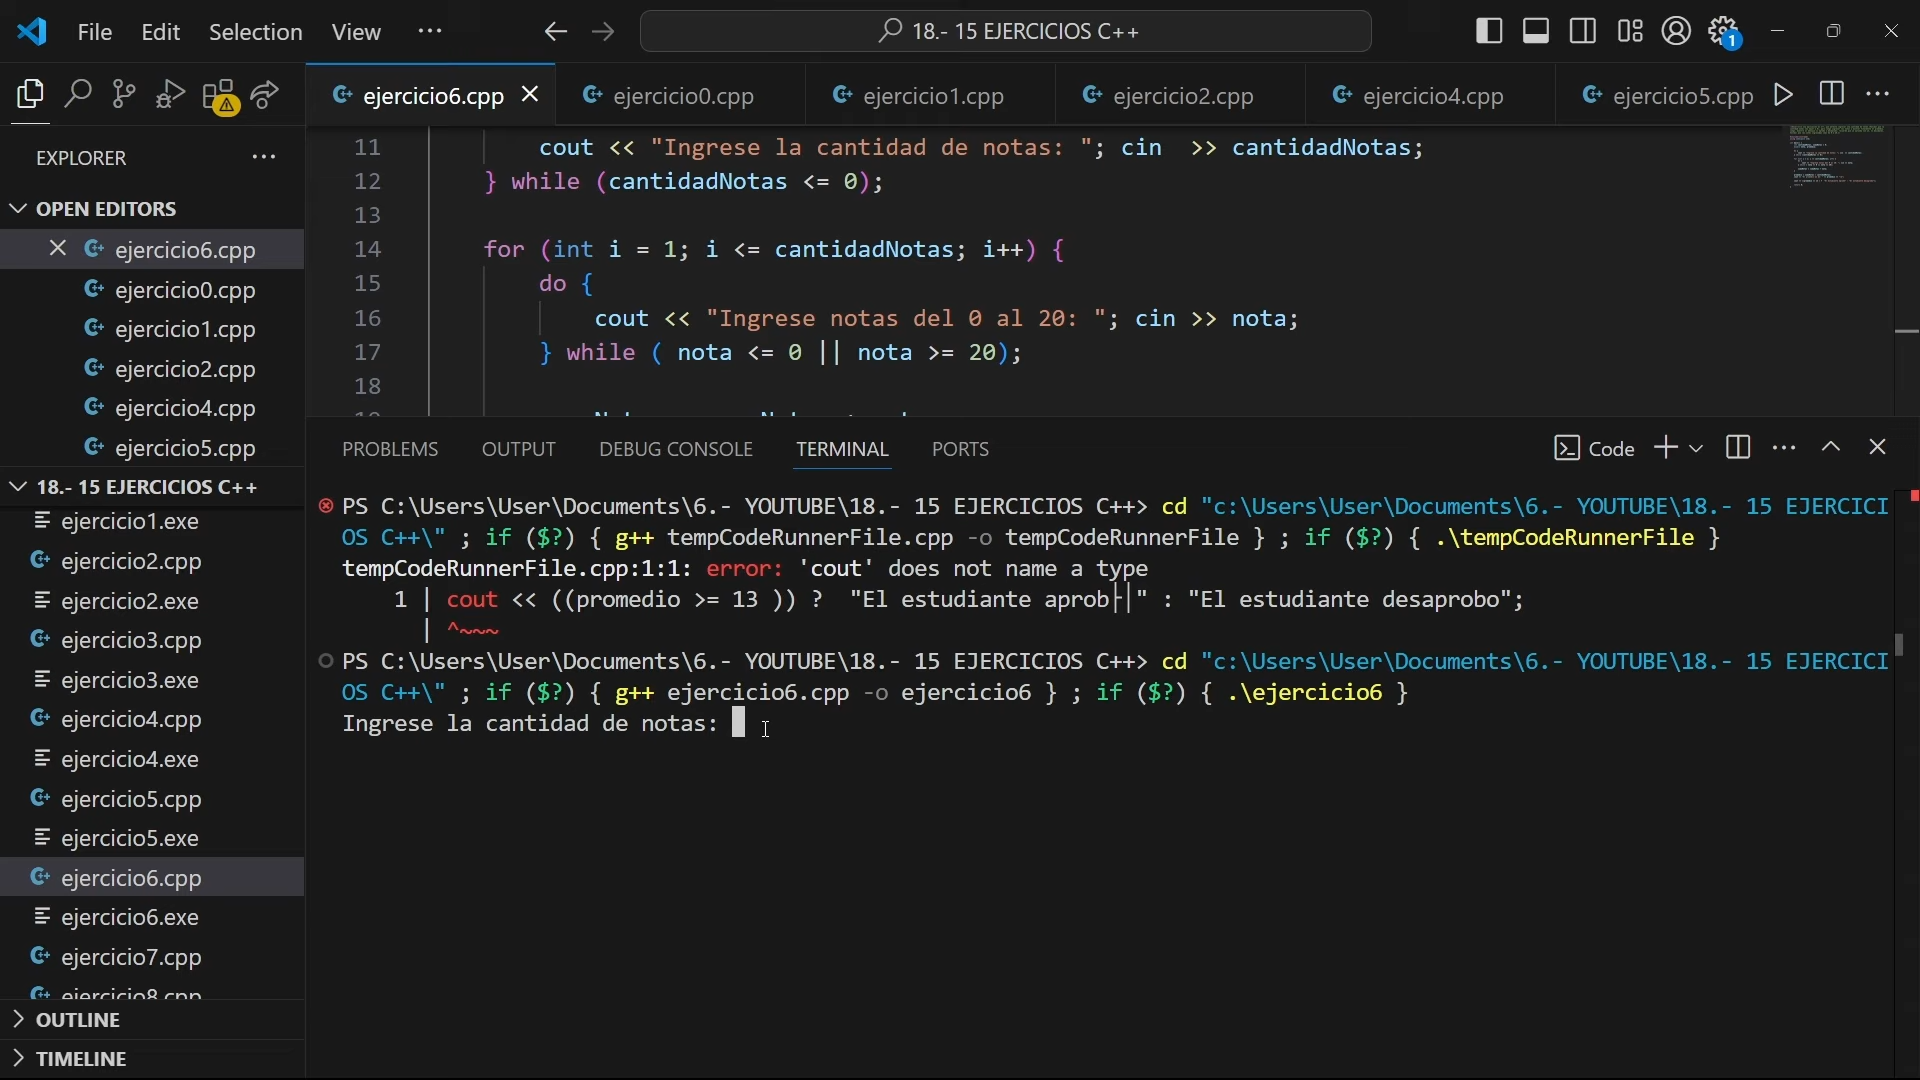 File Edit Selection View ··· 18.- 15 EJERCICIOS C++ 1
ejercicio6.cpp ejercicio0.cpp ejercicio1.cpp ejercicio2.cpp ejercicio4.cpp ejercicio5.cpp
EXPLORER
OPEN EDITORS
ejercicio6.cpp
ejercicio0.cpp
ejercicio1.cpp
ejercicio2.cpp
ejercicio4.cpp
ejercicio5.cpp
18.- 15 EJERCICIOS C++
ejercicio1.exe
ejercicio2.cpp
ejercicio2.exe
ejercicio3.cpp
ejercicio3.exe
ejercicio4.cpp
ejercicio4.exe
ejercicio5.cpp
ejercicio5.exe
ejercicio6.cpp
ejercicio6.exe
ejercicio7.cpp
ejercicio8.cpp
OUTLINE
TIMELINE
11 cout << "Ingrese la cantidad de notas: "; cin  >> cantidadNotas;
12 } while (cantidadNotas <= 0);
13
14 for (int i = 1; i <= cantidadNotas; i++) {
15 do {
16 cout << "Ingrese notas del 0 al 20: "; cin >> nota;
17 } while ( nota <= 0 || nota >= 20);
18
PROBLEMS OUTPUT DEBUG CONSOLE TERMINAL PORTS Code
PS C:\Users\User\Documents\6.- YOUTUBE\18.- 15 EJERCICIOS C++> cd "c:\Users\User\Documents\6.- YOUTUBE\18.- 15 EJERCICI
OS C++\" ; if ($?) { g++ tempCodeRunnerFile.cpp -o tempCodeRunnerFile } ; if ($?) { .\tempCodeRunnerFile }
tempCodeRunnerFile.cpp:1:1: error: 'cout' does not name a type
1 | cout << ((promedio >= 13 )) ?  "El estudiante aprob├│" : "El estudiante desaprobo";
| ^~~~
PS C:\Users\User\Documents\6.- YOUTUBE\18.- 15 EJERCICIOS C++> cd "c:\Users\User\Documents\6.- YOUTUBE\18.- 15 EJERCICI
OS C++\" ; if ($?) { g++ ejercicio6.cpp -o ejercicio6 } ; if ($?) { .\ejercicio6 }
Ingrese la cantidad de notas: